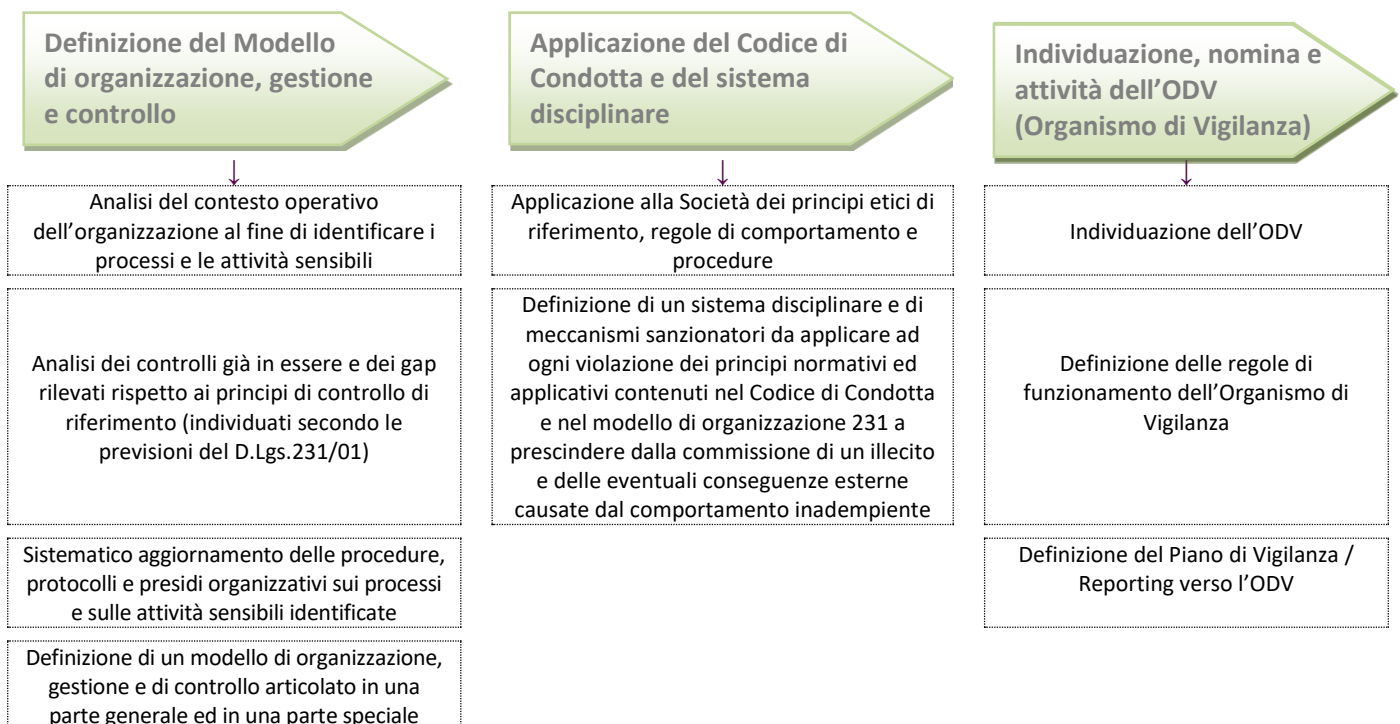 Definizione del Modello
di organizzazione, gestione
e controllo
Analisi del contesto operativo
dell’organizzazione al fine di identificare i
processi e le attività sensibili
Analisi dei controlli già in essere e dei gap
rilevati rispetto ai principi di controllo di
riferimento (individuati secondo le
previsioni del D.Lgs.231/01)
Sistematico aggiornamento delle procedure,
protocolli e presidi organizzativi sui processi
e sulle attività sensibili identificate
Definizione di un modello di organizzazione,
gestione e di controllo articolato in una
parte generale ed in una parte speciale
Applicazione del Codice di
Condotta e del sistema
disciplinare
Applicazione alla Società dei principi etici di
riferimento, regole di comportamento e
procedure
Definizione di un sistema disciplinare e di
meccanismi sanzionatori da applicare ad
ogni violazione dei principi normativi ed
applicativi contenuti nel Codice di Condotta
e nel modello di organizzazione 231 a
prescindere dalla commissione di un illecito
e delle eventuali conseguenze esterne
causate dal comportamento inadempiente
Individuazione, nomina e
attività dell’ODV
(Organismo di Vigilanza)
Individuazione dell’ODV
Definizione delle regole di
funzionamento dell’Organismo di
Vigilanza
Definizione del Piano di Vigilanza /
Reporting verso l’ODV